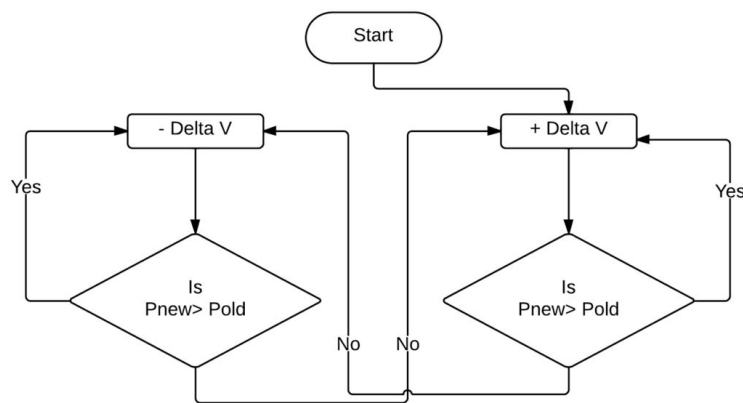 Start
- Delta V
+ Delta V
Yes
Yes
Is
Pnew> Pold
Is
Pnew> Pold
No
No